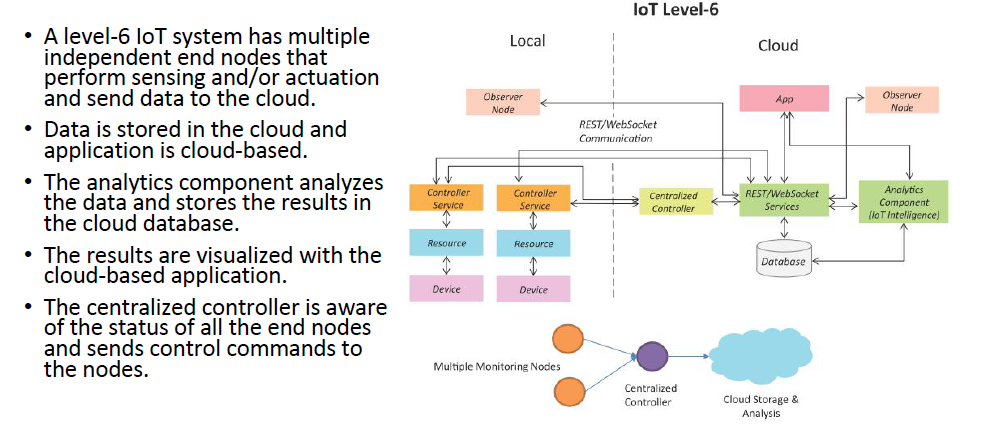 IoT Level-6
• A level-6 IoT system has multiple
independent end nodes that
perform sensing and/or actuation
and send data to the cloud.
• Data is stored in the cloud and
application is cloud-based.
• The analytics component analyzes
the data and stores the results in
the cloud database.
• The results are visualized with the
cloud-based application.
• The centralized controller is aware
of the status of all the end nodes
and sends control commands to
the nodes.
Local
Cloud
Observer
Node
App
Observer
Node
REST/WebSocket
Communication
Controller
Service
Controller
Service
Centralized
Controller
REST/WebSocket
Services
Analytics
Component
(IoT Intelligence)
Resource
Resource
Database
Device
Device
Multiple Monitoring Nodes
Centralized
Controller
Cloud Storage &
Analysis